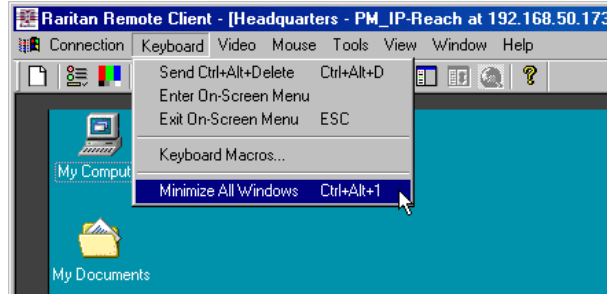 Raritan Remote Client - [Headquarters - PM_IP-Reach at 192.168.50.173
Connection Keyboard Video Mouse Tools View Window Help
Send Ctrl+Alt+Delete Ctrl+Alt+D
Enter On-Screen Menu
Exit On-Screen Menu ESC
Keyboard Macros...
Minimize All Windows Ctrl+Alt+1
My Comput
My Documents